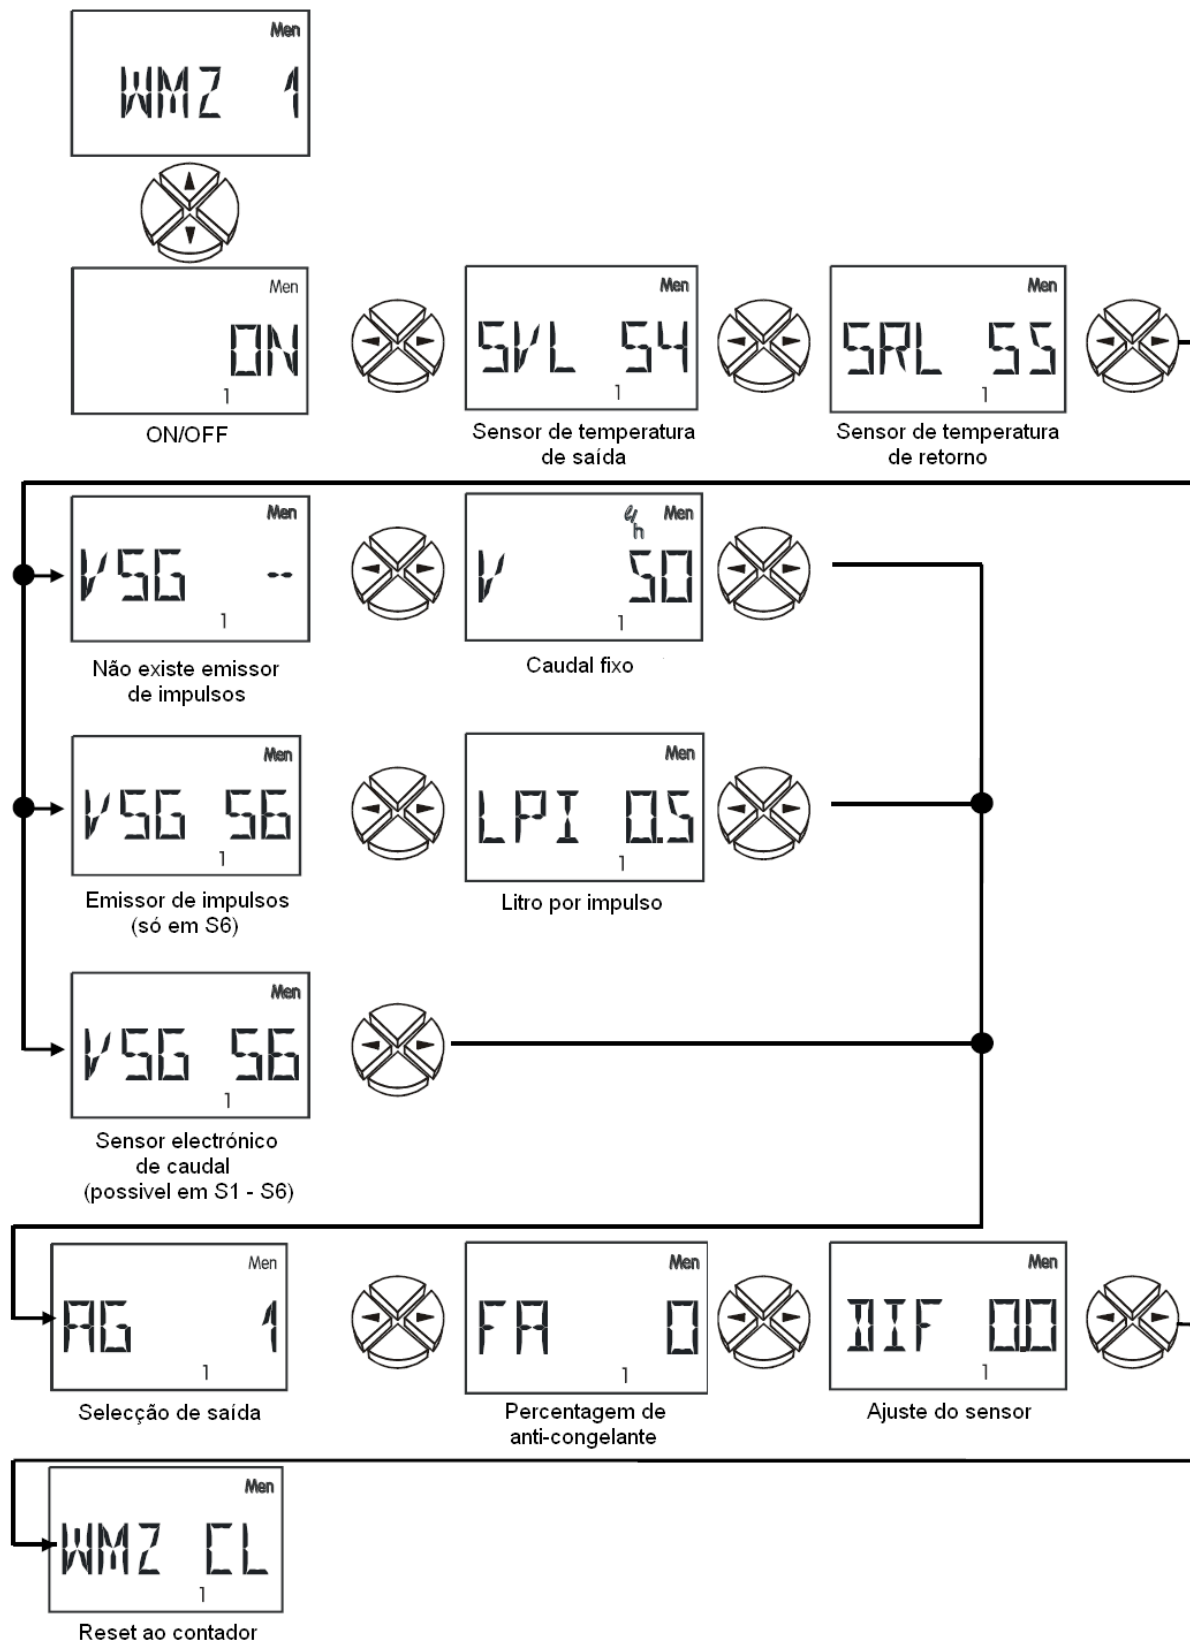 Men
WMZ 1
Men
ON
1
ON/OFF
Men
SVL S4
1
Sensor de temperatura
de saída
Men
SRL S5
1
Sensor de temperatura
de retorno
Men
VSG --
1
Não existe emissor
de impulsos
l/h Men
V 50
1
Caudal fixo
Men
VSG S6
1
Emissor de impulsos
(só em S6)
Men
LPI 0.5
1
Litro por impulso
Men
VSG S6
1
Sensor electrónico
de caudal
(possivel em S1 - S6)
Men
AG 1
1
Selecção de saída
Men
FA 0
1
Percentagem de
anti-congelante
Men
DIF 0.0
1
Ajuste do sensor
Men
WMZ CL
1
Reset ao contador